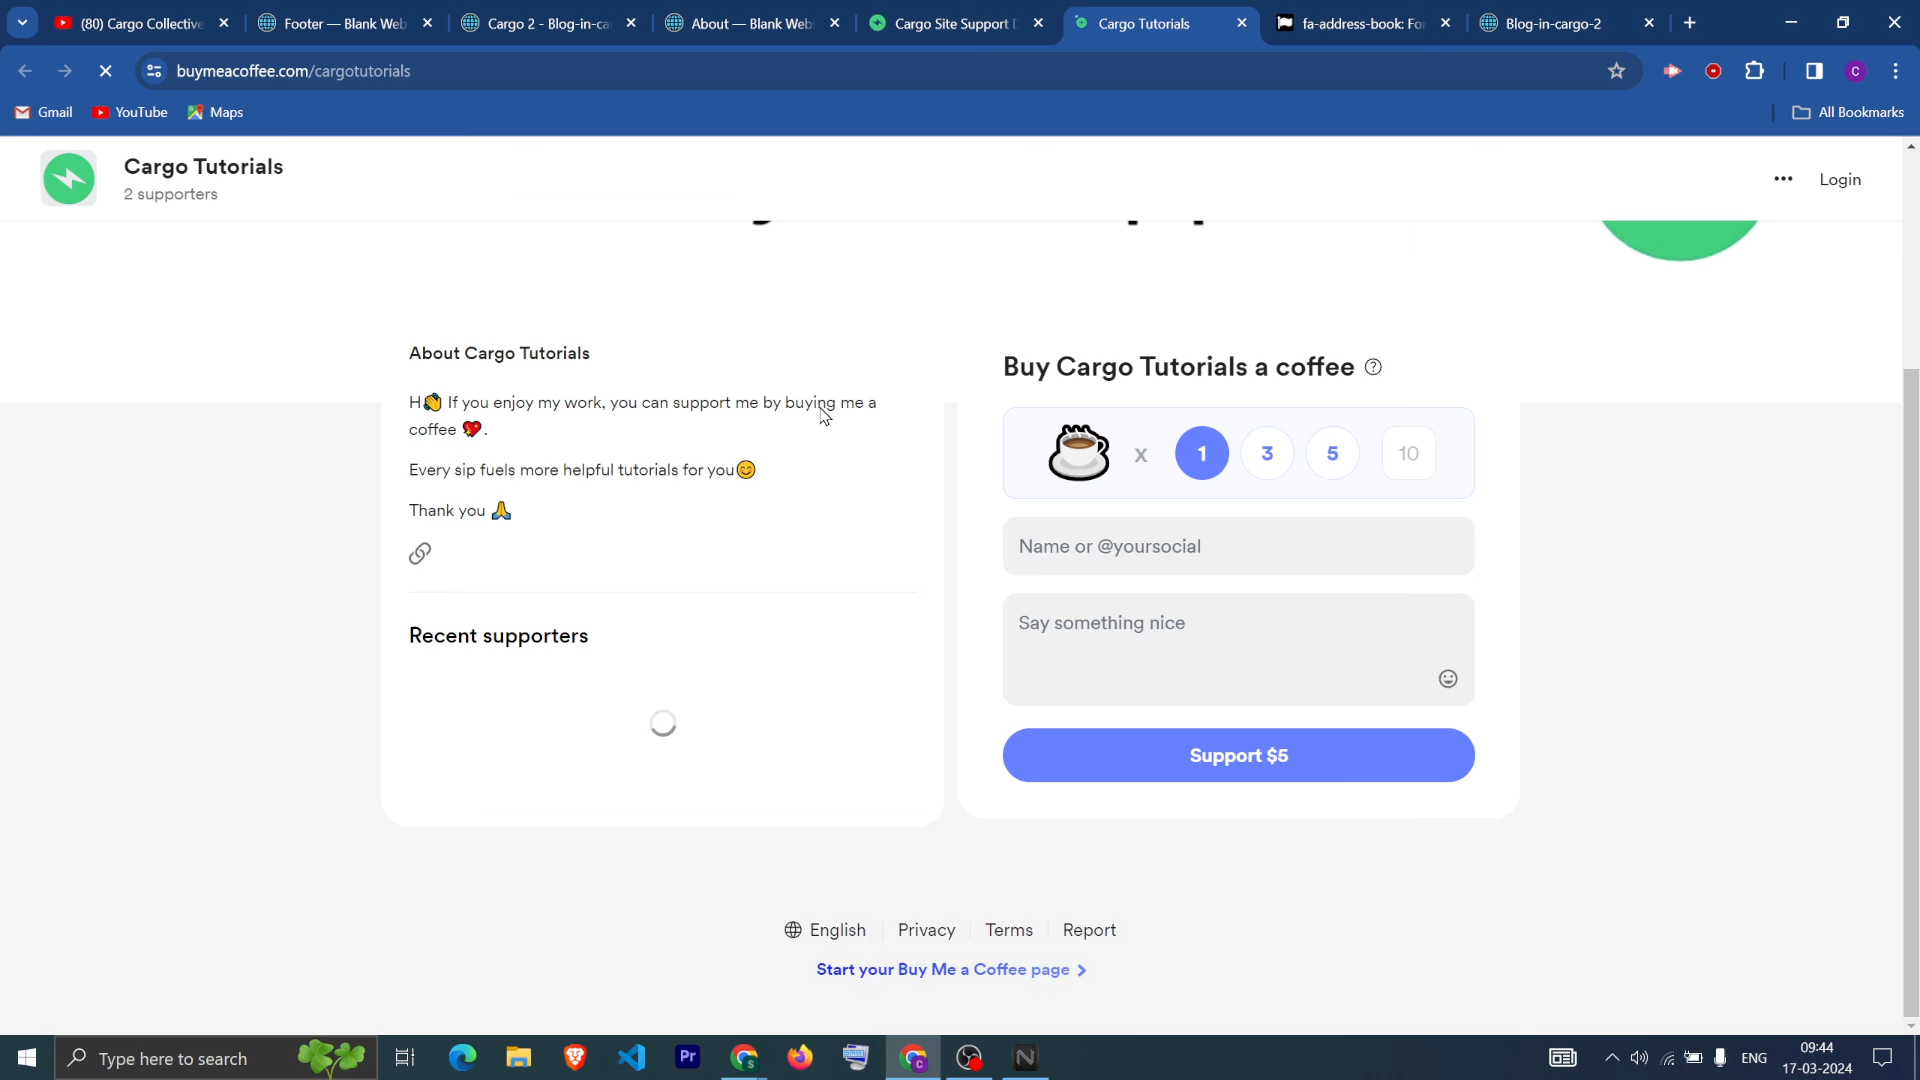 (80) Cargo Collective
Footer — Blank Web
Cargo 2 - Blog-in-ca
About — Blank Web
Cargo Site Support D
Cargo Tutorials
fa-address-book: Fo
Blog-in-cargo-2
buymeacoffee.com/cargotutorials
C
Gmail
YouTube
Maps
All Bookmarks
Cargo Tutorials
2 supporters
Login
About Cargo Tutorials
H👋 If you enjoy my work, you can support me by buying me a
coffee 💖.
Every sip fuels more helpful tutorials for you😊
Thank you 🙏
Recent supporters
Buy Cargo Tutorials a coffee
x
1
3
5
10
Name or @yoursocial
Say something nice
Support $5
English
Privacy
Terms
Report
Start your Buy Me a Coffee page
Type here to search
Pr
ENG
09:44
17-03-2024